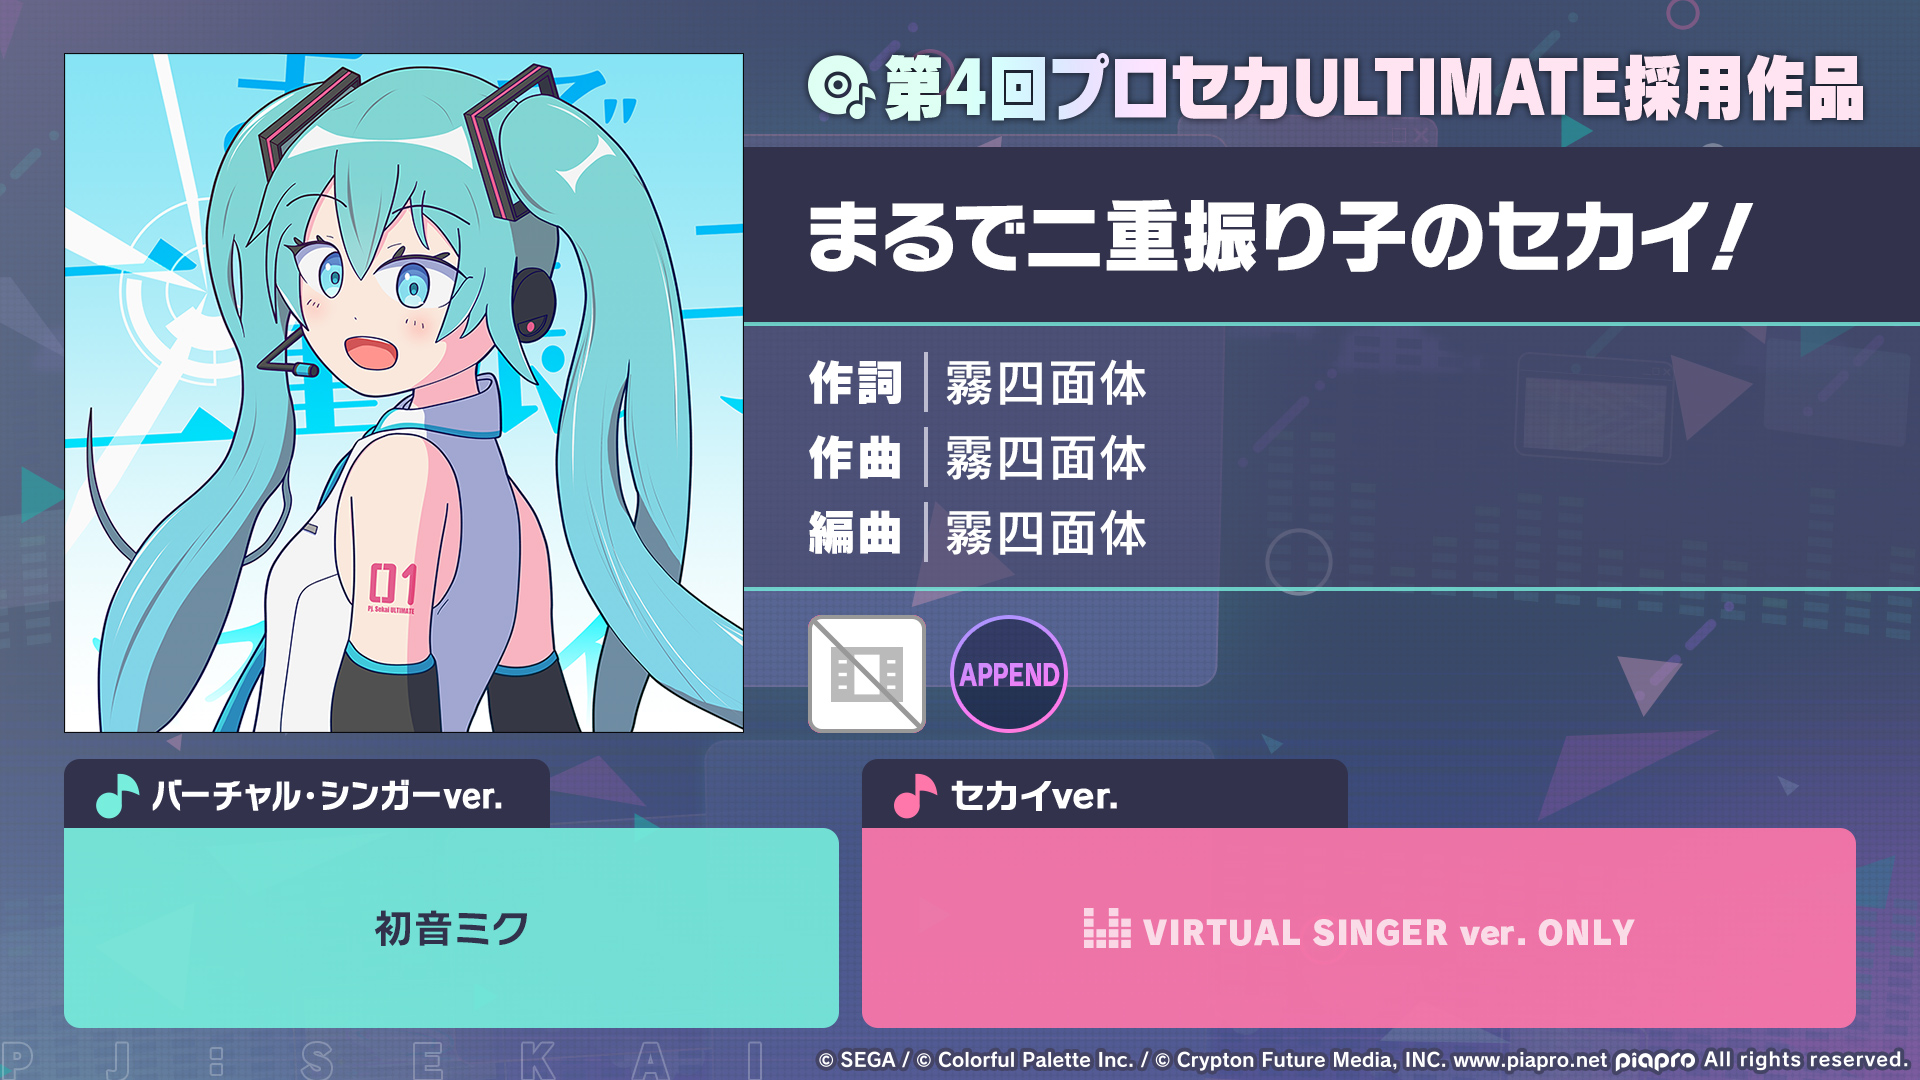 第4回プロセカULTIMATE採用作品
まるで二重振り子のセカイ!
作詞 霧四面体
作曲 霧四面体
編曲 霧四面体
01
Pj. Sekai ULTIMATE
APPEND
バーチャル・シンガーver.
初音ミク
セカイver.
VIRTUAL SINGER ver. ONLY
PJ:SEKAI
© SEGA / © Colorful Palette Inc. / © Crypton Future Media, INC. www.piapro.net piapro All rights reserved.